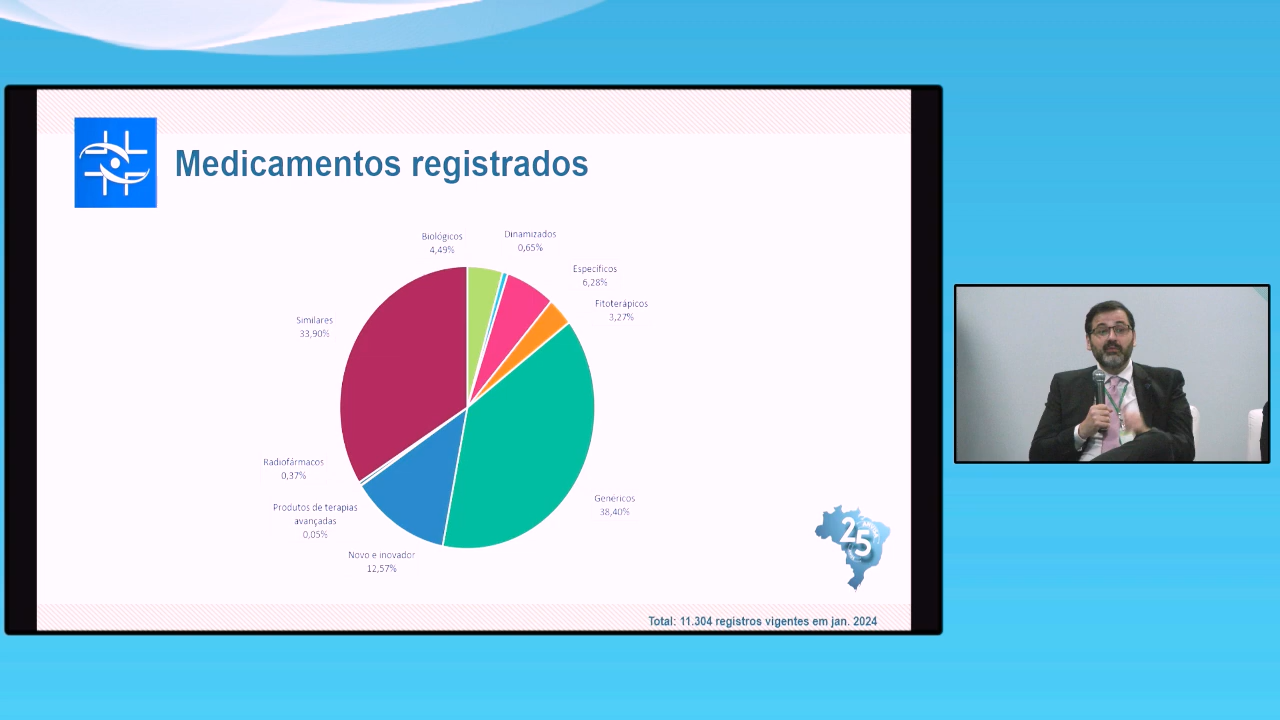 Medicamentos registrados
Biológicos
4,49%
Dinamizados
0,65%
Específicos
6,28%
Fitoterápicos
3,27%
Similares
33,90%
Radiofármacos
0,37%
Produtos de terapias
avançadas
0,05%
Novo e inovador
12,57%
Genéricos
38,40%
25
Total: 11.304 registros vigentes em jan. 2024